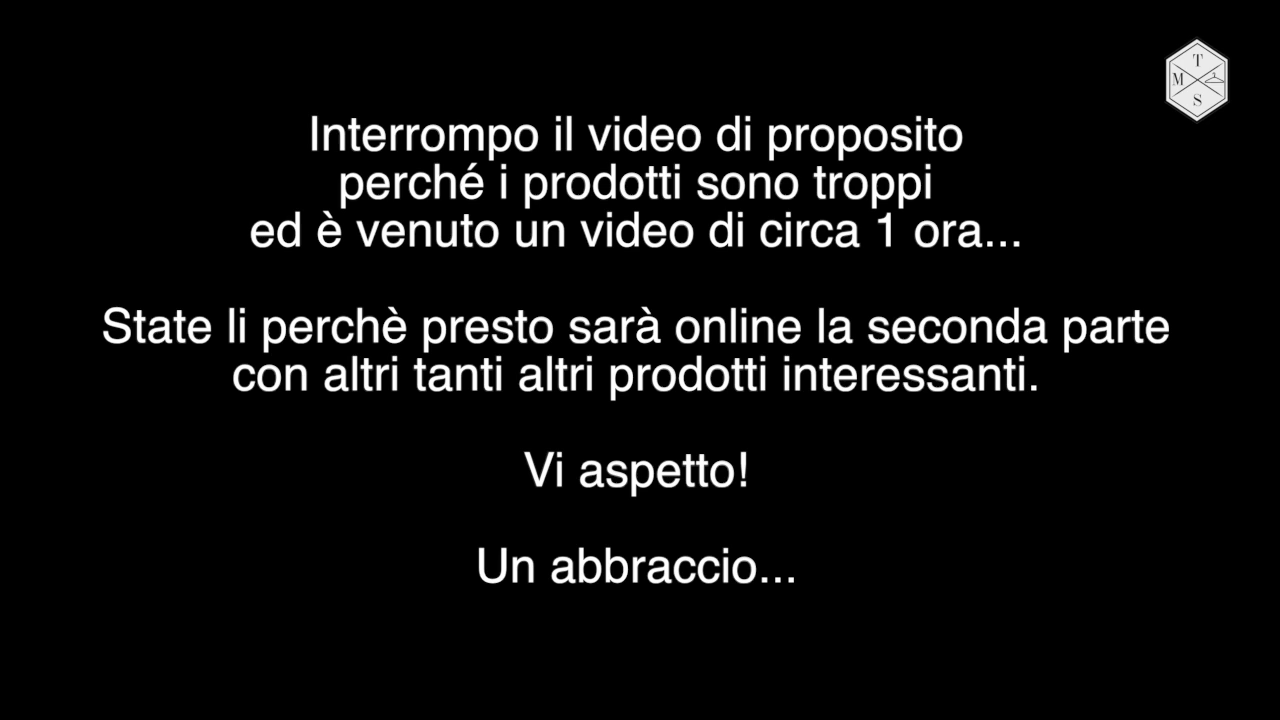 T
M
S
Interrompo il video di proposito
perché i prodotti sono troppi
ed è venuto un video di circa 1 ora...
State li perchè presto sarà online la seconda parte
con altri tanti altri prodotti interessanti.
Vi aspetto!
Un abbraccio...